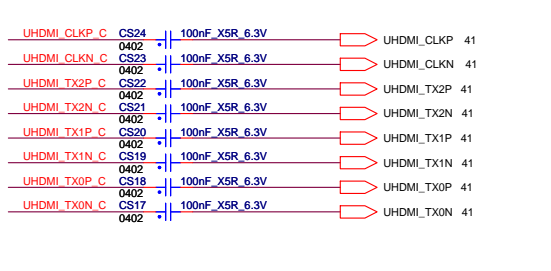 UHDMI_CLKP_C CS24 100nF_X5R_6.3V UHDMI_CLKP 41
0402
UHDMI_CLKN_C CS23 100nF_X5R_6.3V UHDMI_CLKN 41
0402
UHDMI_TX2P_C CS22 100nF_X5R_6.3V UHDMI_TX2P 41
0402
UHDMI_TX2N_C CS21 100nF_X5R_6.3V UHDMI_TX2N 41
0402
UHDMI_TX1P_C CS20 100nF_X5R_6.3V UHDMI_TX1P 41
0402
UHDMI_TX1N_C CS19 100nF_X5R_6.3V UHDMI_TX1N 41
0402
UHDMI_TX0P_C CS18 100nF_X5R_6.3V UHDMI_TX0P 41
0402
UHDMI_TX0N_C CS17 100nF_X5R_6.3V UHDMI_TX0N 41
0402